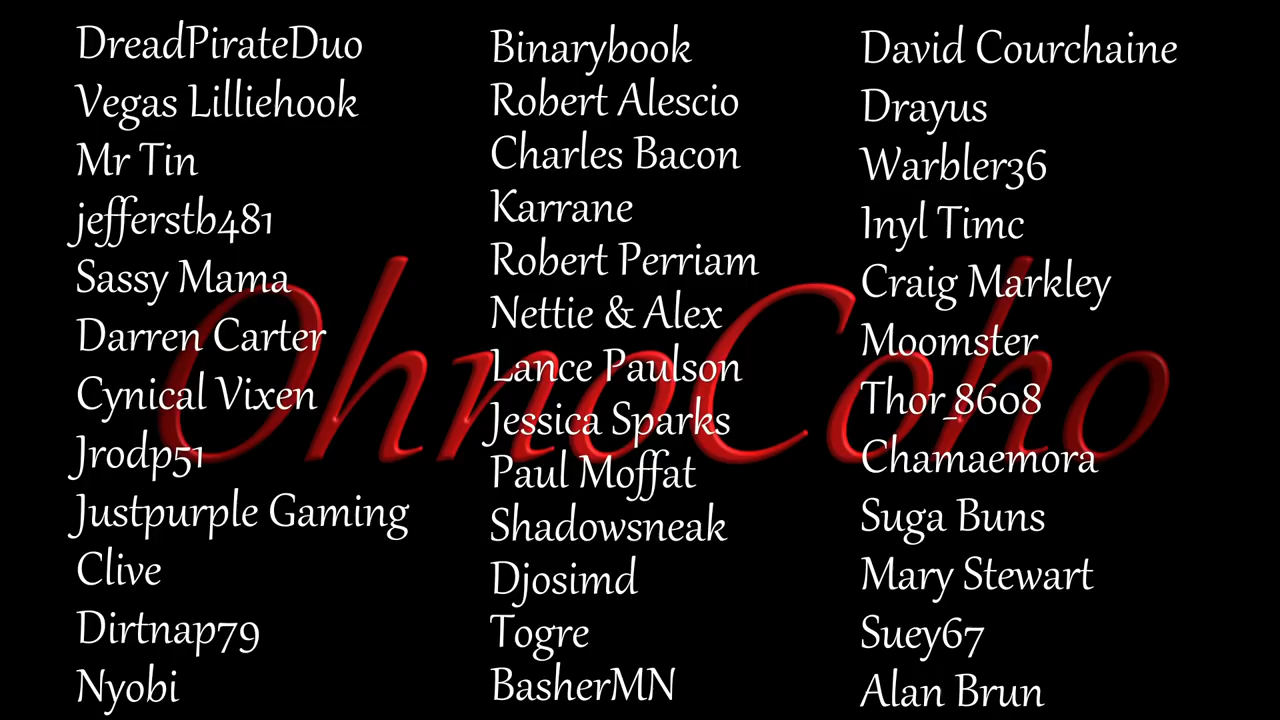 DreadPirateDuo
Vegas Lilliehook
Mr Tin
jefferstb481
Sassy Mama
Darren Carter
Cynical Vixen
Jrodp51
Justpurple Gaming
Clive
Dirtnap79
Nyobi
Binarybook
Robert Alescio
Charles Bacon
Karrane
Robert Perriam
Nettie & Alex
Lance Paulson
Jessica Sparks
Paul Moffat
Shadowsneak
Djosimd
Togre
BasherMN
David Courchaine
Drayus
Warbler36
Inyl Timc
Craig Markley
Moomster
Thor_8608
Chamaemora
Suga Buns
Mary Stewart
Suey67
Alan Brun
OhnoCoho